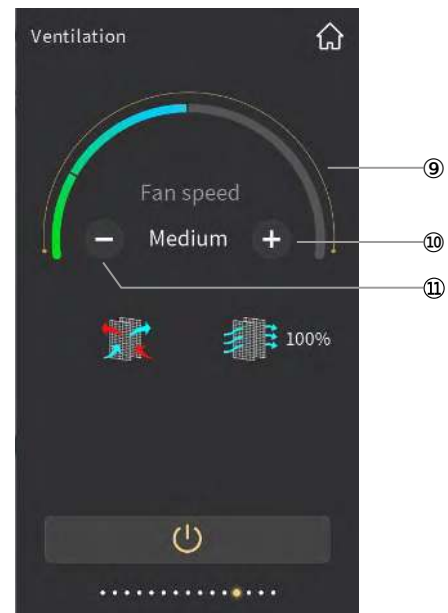 Ventilation
⑨
Fan speed
− Medium +
⑩
⑪
100%